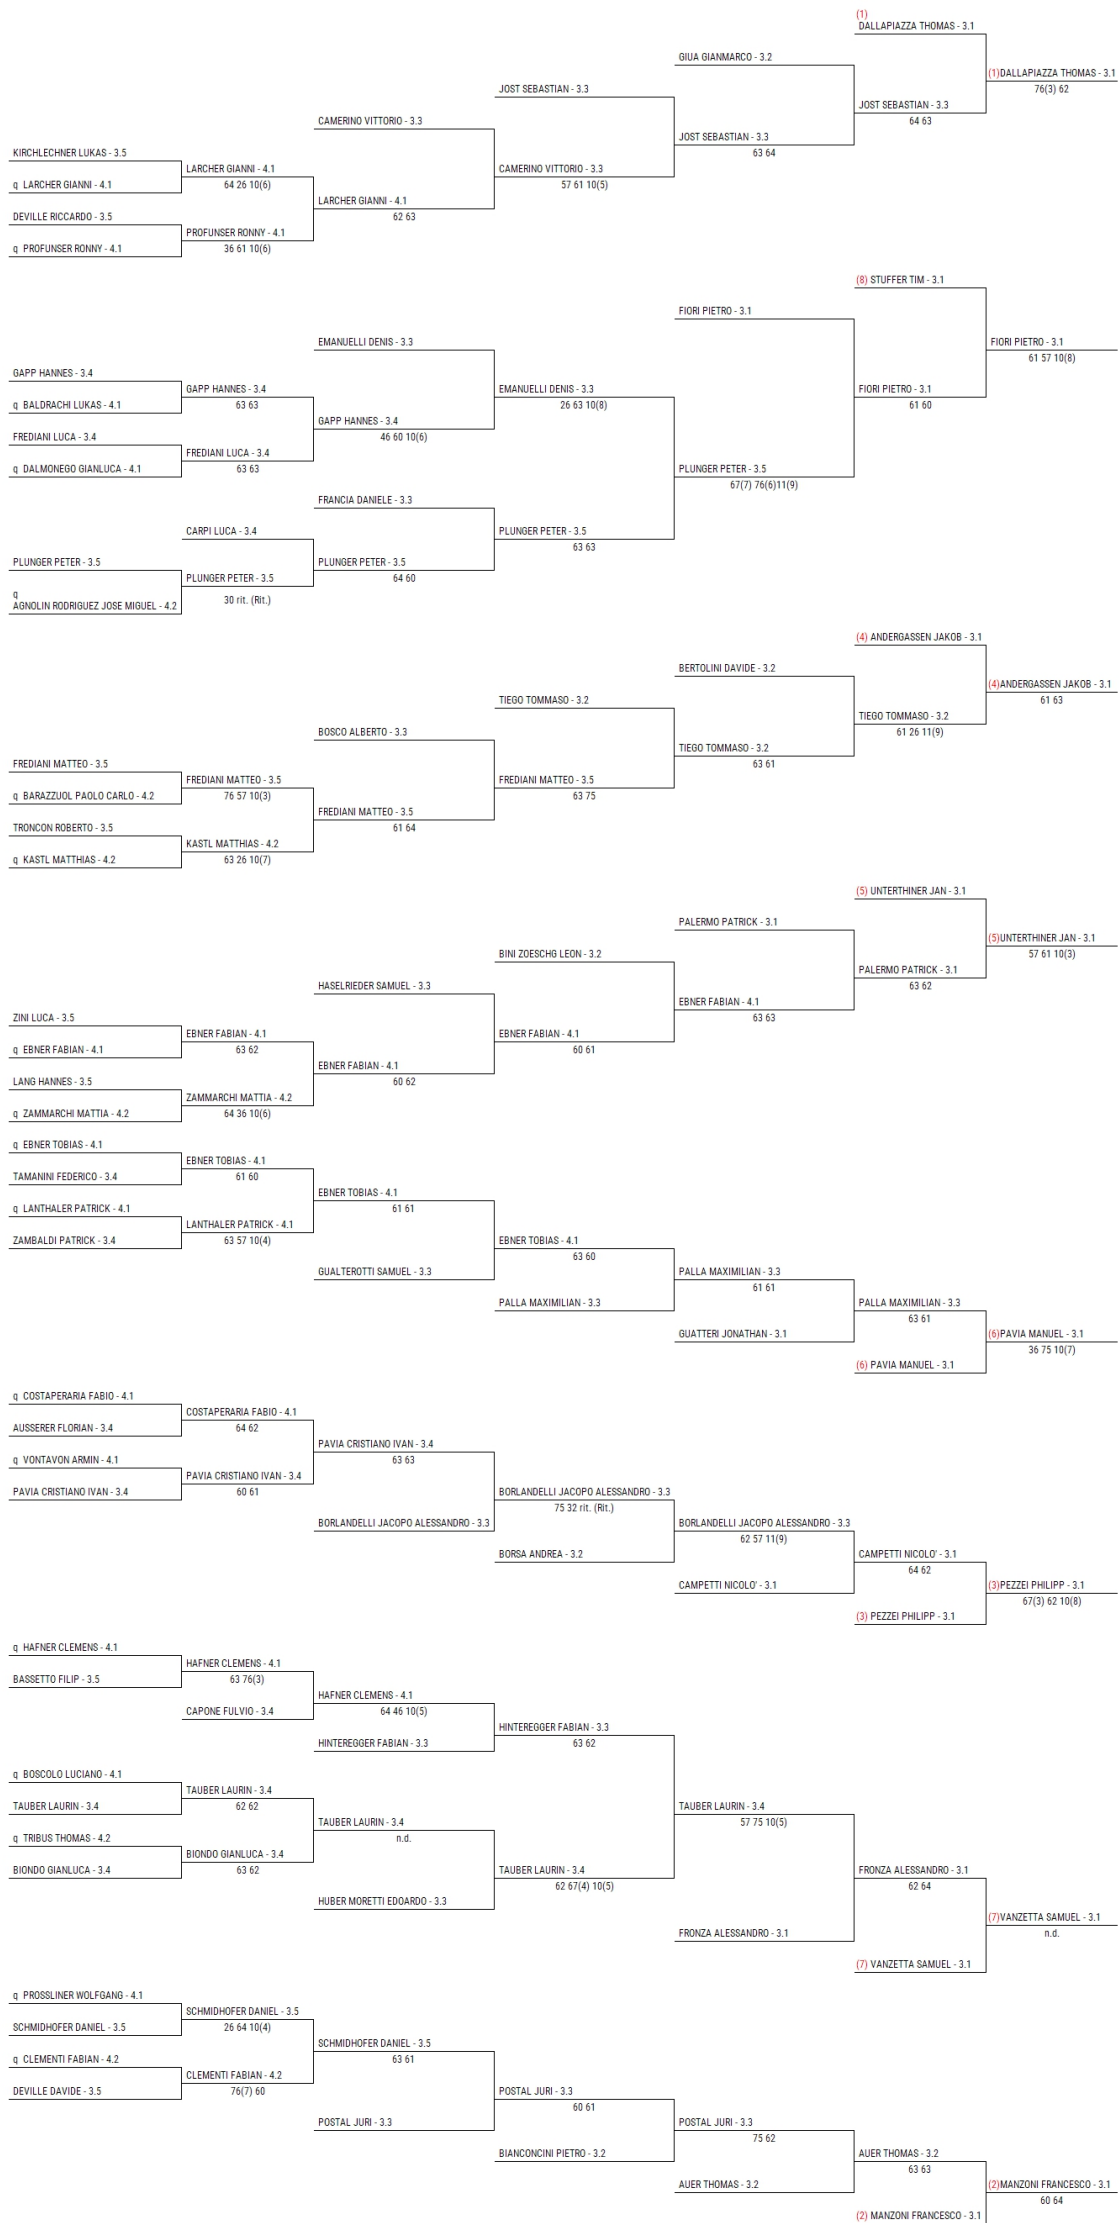 (1)
DALLAPIAZZA THOMAS - 3.1
GIUA GIANMARCO - 3.2
(1)DALLAPIAZZA THOMAS - 3.1
76(3) 62
JOST SEBASTIAN - 3.3
JOST SEBASTIAN - 3.3
64 63
CAMERINO VITTORIO - 3.3
JOST SEBASTIAN - 3.3
63 64
KIRCHLECHNER LUKAS - 3.5
LARCHER GIANNI - 4.1
64 26 10(6)
CAMERINO VITTORIO - 3.3
57 61 10(5)
q LARCHER GIANNI - 4.1
LARCHER GIANNI - 4.1
62 63
DEVILLE RICCARDO - 3.5
PROFUNSER RONNY - 4.1
36 61 10(6)
q PROFUNSER RONNY - 4.1
(8) STUFFER TIM - 3.1
FIORI PIETRO - 3.1
EMANUELLI DENIS - 3.3
FIORI PIETRO - 3.1
61 57 10(8)
GAPP HANNES - 3.4
GAPP HANNES - 3.4
63 63
EMANUELLI DENIS - 3.3
26 63 10(8)
FIORI PIETRO - 3.1
61 60
q BALDRACHI LUKAS - 4.1
GAPP HANNES - 3.4
46 60 10(6)
FREDIANI LUCA - 3.4
FREDIANI LUCA - 3.4
63 63
q DALMONEGO GIANLUCA - 4.1
PLUNGER PETER - 3.5
67(7) 76(6)11(9)
FRANCIA DANIELE - 3.3
CARPI LUCA - 3.4
PLUNGER PETER - 3.5
63 63
PLUNGER PETER - 3.5
PLUNGER PETER - 3.5
64 60
PLUNGER PETER - 3.5
30 rit. (Rit.)
q
AGNOLIN RODRIGUEZ JOSE MIGUEL - 4.2
(4) ANDERGASSEN JAKOB - 3.1
BERTOLINI DAVIDE - 3.2
(4)ANDERGASSEN JAKOB - 3.1
61 63
TIEGO TOMMASO - 3.2
TIEGO TOMMASO - 3.2
61 26 11(9)
BOSCO ALBERTO - 3.3
TIEGO TOMMASO - 3.2
63 61
FREDIANI MATTEO - 3.5
FREDIANI MATTEO - 3.5
76 57 10(3)
FREDIANI MATTEO - 3.5
63 75
q BARAZZUOL PAOLO CARLO - 4.2
FREDIANI MATTEO - 3.5
61 64
TRONCON ROBERTO - 3.5
KASTL MATTHIAS - 4.2
63 26 10(7)
q KASTL MATTHIAS - 4.2
(5) UNTERTHINER JAN - 3.1
PALERMO PATRICK - 3.1
(5)UNTERTHINER JAN - 3.1
57 61 10(3)
BINI ZOESCHG LEON - 3.2
PALERMO PATRICK - 3.1
63 62
HASELRIEDER SAMUEL - 3.3
EBNER FABIAN - 4.1
63 63
ZINI LUCA - 3.5
EBNER FABIAN - 4.1
63 62
EBNER FABIAN - 4.1
60 61
q EBNER FABIAN - 4.1
EBNER FABIAN - 4.1
60 62
LANG HANNES - 3.5
ZAMMARCHI MATTIA - 4.2
64 36 10(6)
q ZAMMARCHI MATTIA - 4.2
q EBNER TOBIAS - 4.1
EBNER TOBIAS - 4.1
61 60
TAMANINI FEDERICO - 3.4
EBNER TOBIAS - 4.1
61 61
q LANTHALER PATRICK - 4.1
LANTHALER PATRICK - 4.1
63 57 10(4)
ZAMBALDI PATRICK - 3.4
EBNER TOBIAS - 4.1
63 60
GUALTEROTTI SAMUEL - 3.3
PALLA MAXIMILIAN - 3.3
61 61
PALLA MAXIMILIAN - 3.3
PALLA MAXIMILIAN - 3.3
63 61
GUATTERI JONATHAN - 3.1
(6)PAVIA MANUEL - 3.1
36 75 10(7)
(6) PAVIA MANUEL - 3.1
q COSTAPERARIA FABIO - 4.1
COSTAPERARIA FABIO - 4.1
64 62
AUSSERER FLORIAN - 3.4
PAVIA CRISTIANO IVAN - 3.4
63 63
q VONTAVON ARMIN - 4.1
PAVIA CRISTIANO IVAN - 3.4
60 61
PAVIA CRISTIANO IVAN - 3.4
BORLANDELLI JACOPO ALESSANDRO - 3.3
75 32 rit. (Rit.)
BORLANDELLI JACOPO ALESSANDRO - 3.3
BORLANDELLI JACOPO ALESSANDRO - 3.3
62 57 11(9)
BORSA ANDREA - 3.2
CAMPETTI NICOLO' - 3.1
64 62
CAMPETTI NICOLO' - 3.1
(3)PEZZEI PHILIPP - 3.1
67(3) 62 10(8)
(3) PEZZEI PHILIPP - 3.1
q HAFNER CLEMENS - 4.1
HAFNER CLEMENS - 4.1
63 76(3)
BASSETTO FILIP - 3.5
HAFNER CLEMENS - 4.1
64 46 10(5)
CAPONE FULVIO - 3.4
HINTEREGGER FABIAN - 3.3
63 62
HINTEREGGER FABIAN - 3.3
q BOSCOLO LUCIANO - 4.1
TAUBER LAURIN - 3.4
62 62
TAUBER LAURIN - 3.4
TAUBER LAURIN - 3.4
57 75 10(5)
TAUBER LAURIN - 3.4
n.d.
q TRIBUS THOMAS - 4.2
BIONDO GIANLUCA - 3.4
63 62
BIONDO GIANLUCA - 3.4
TAUBER LAURIN - 3.4
62 67(4) 10(5)
FRONZA ALESSANDRO - 3.1
62 64
HUBER MORETTI EDOARDO - 3.3
(7)VANZETTA SAMUEL - 3.1
n.d.
FRONZA ALESSANDRO - 3.1
(7) VANZETTA SAMUEL - 3.1
q PROSSLINER WOLFGANG - 4.1
SCHMIDHOFER DANIEL - 3.5
26 64 10(4)
SCHMIDHOFER DANIEL - 3.5
SCHMIDHOFER DANIEL - 3.5
63 61
q CLEMENTI FABIAN - 4.2
CLEMENTI FABIAN - 4.2
76(7) 60
DEVILLE DAVIDE - 3.5
POSTAL JURI - 3.3
60 61
POSTAL JURI - 3.3
POSTAL JURI - 3.3
75 62
BIANCONCINI PIETRO - 3.2
AUER THOMAS - 3.2
63 63
AUER THOMAS - 3.2
(2)MANZONI FRANCESCO - 3.1
60 64
(2) MANZONI FRANCESCO - 3.1